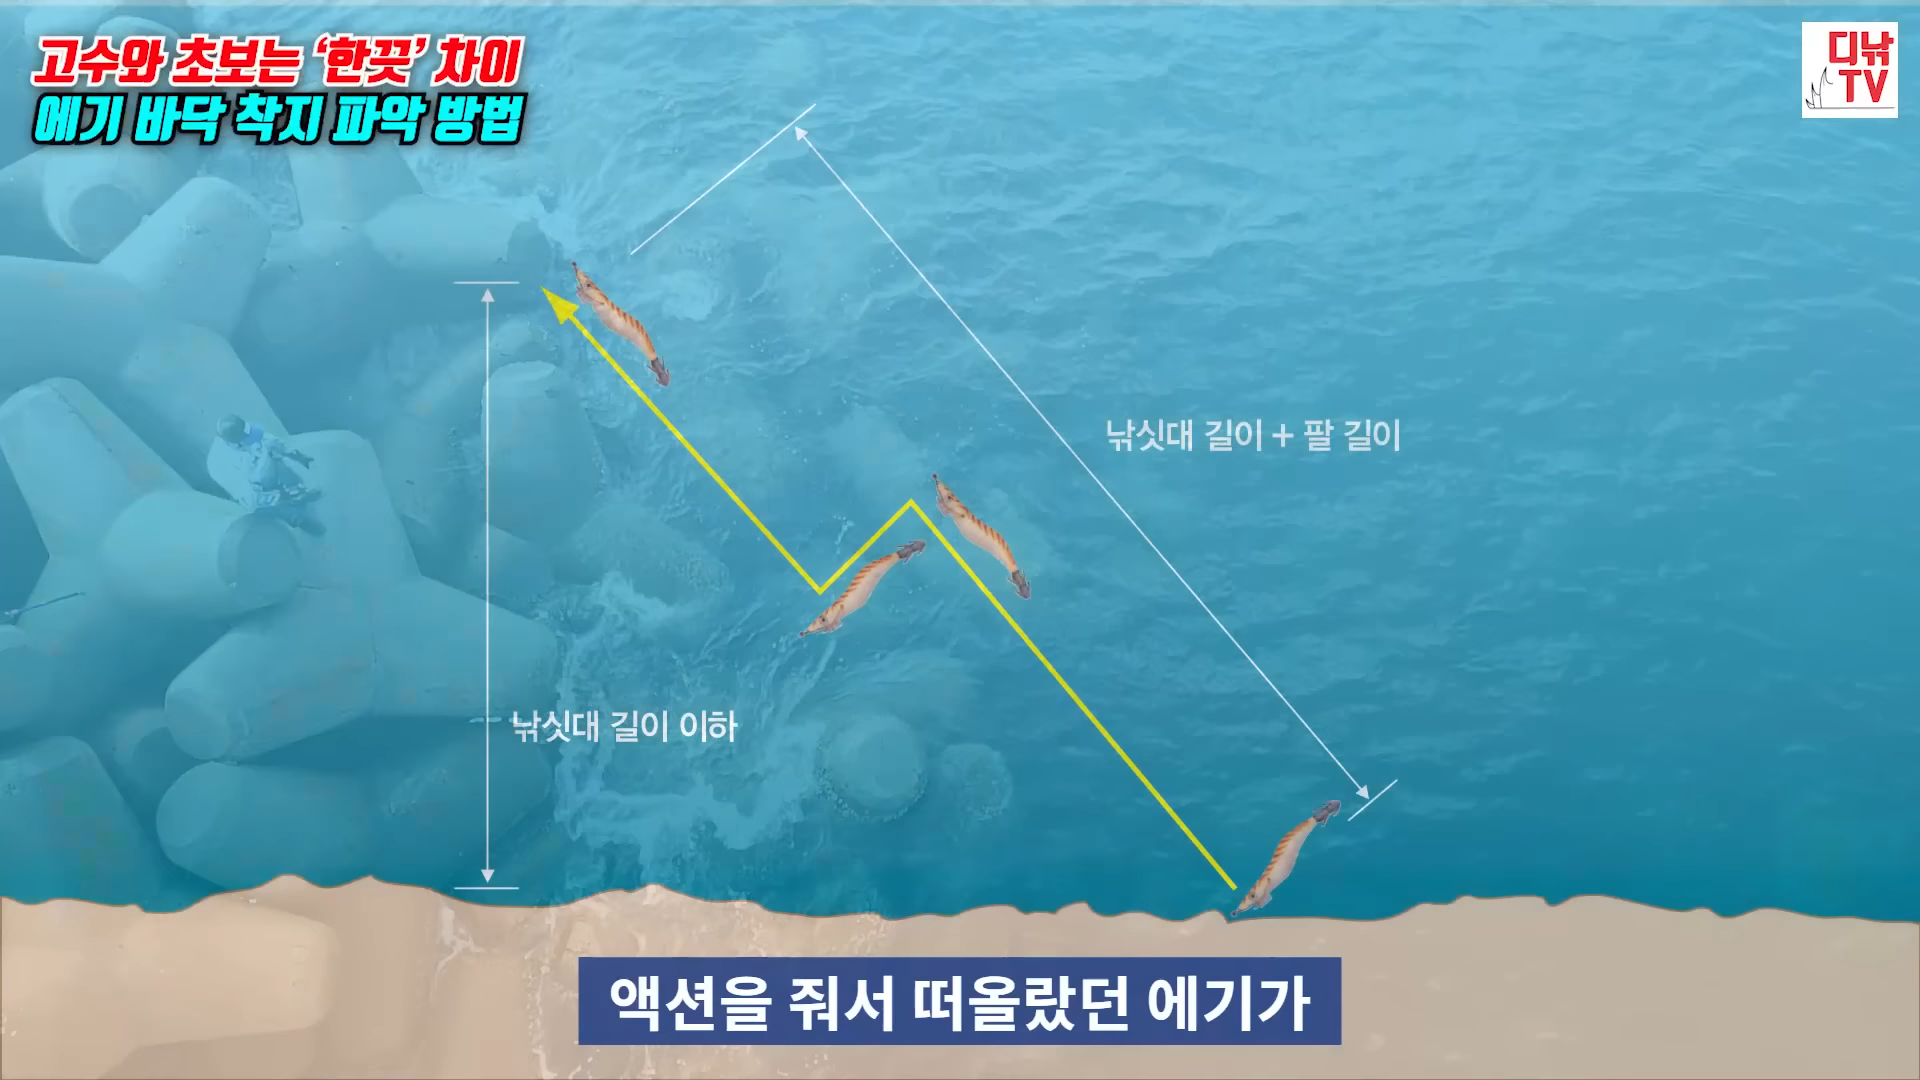 고수와 초보는 ‘한끗’ 차이
에기 바닥 착지 파악 방법
디낚
TV
낚싯대 길이 + 팔 길이
낚싯대 길이 이하
액션을 줘서 떠올랐던 에기가